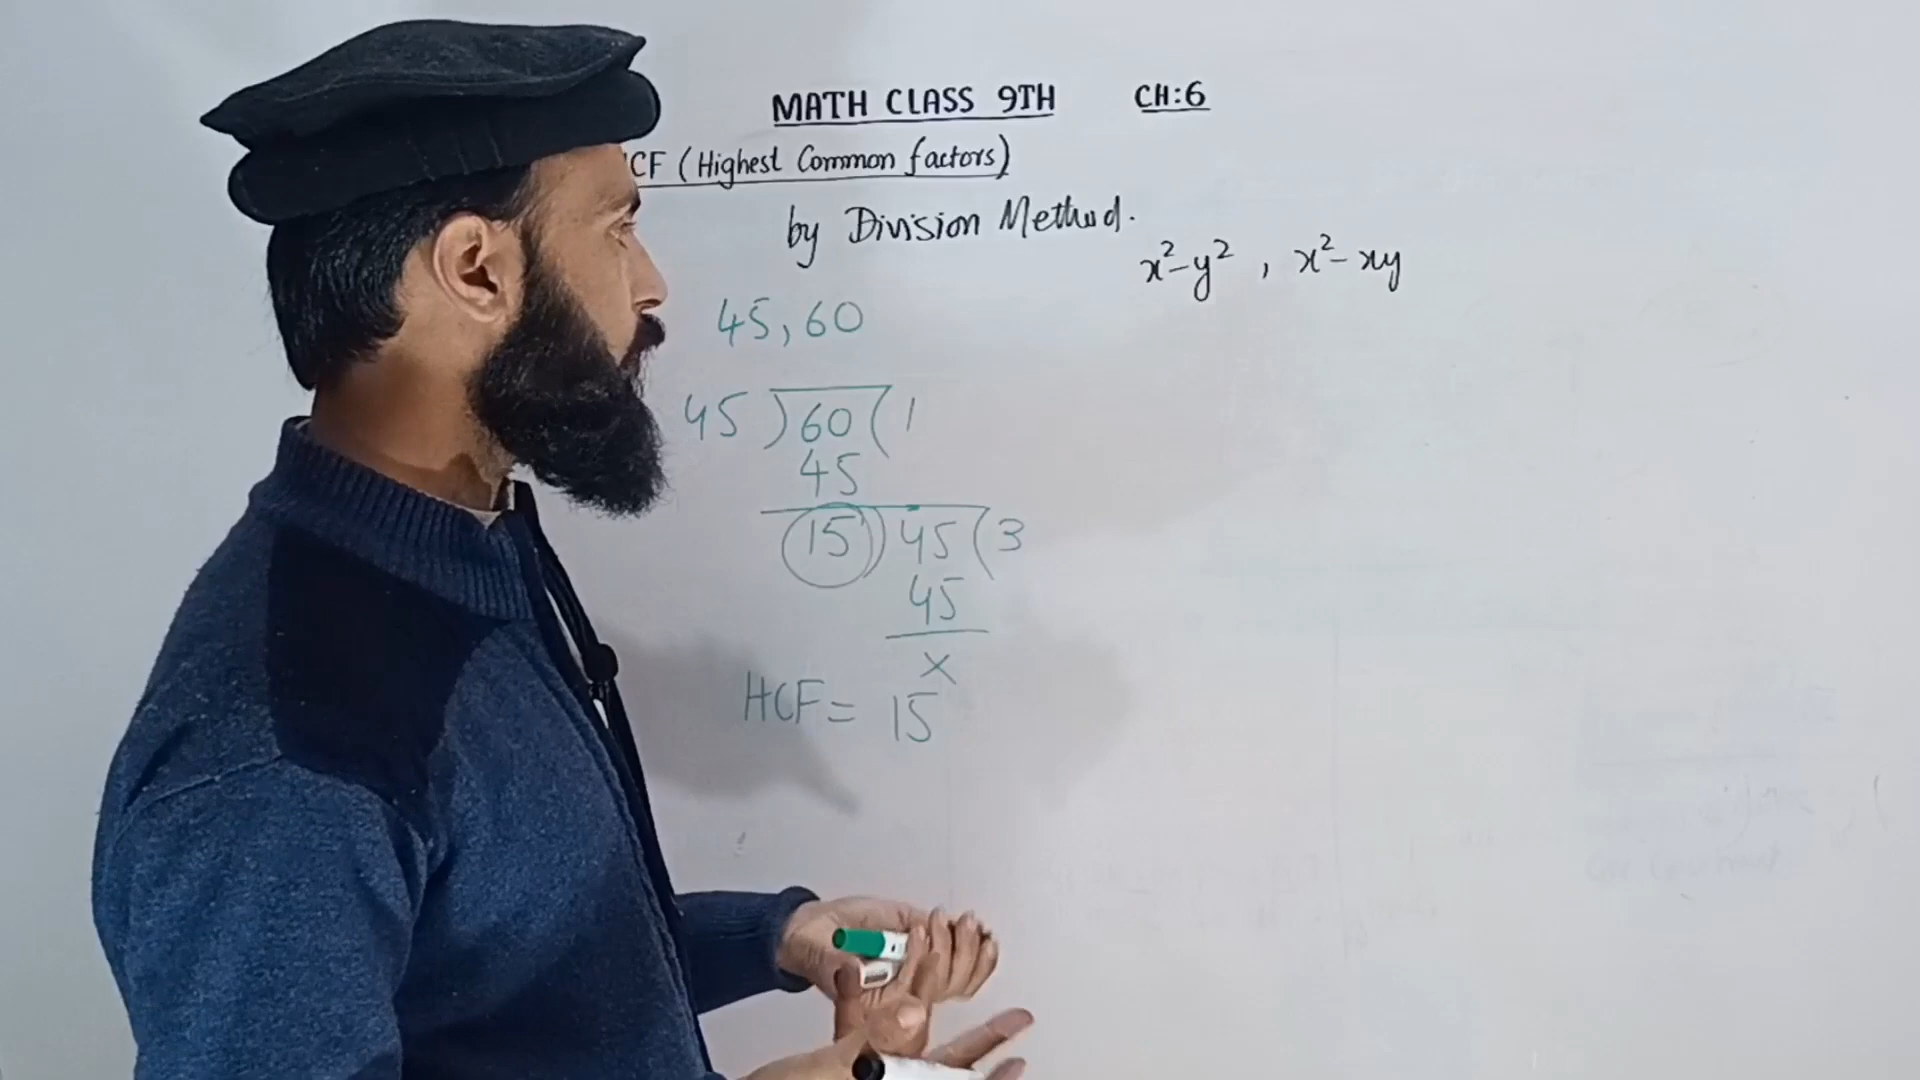 MATH CLASS 9TH CH:6
CF (Highest Common factors)
by Division Method.
x²-y² , x²-xy
45, 60
45 ) 60 ( 1
45
15 ) 45 ( 3
45
x
HCF = 15